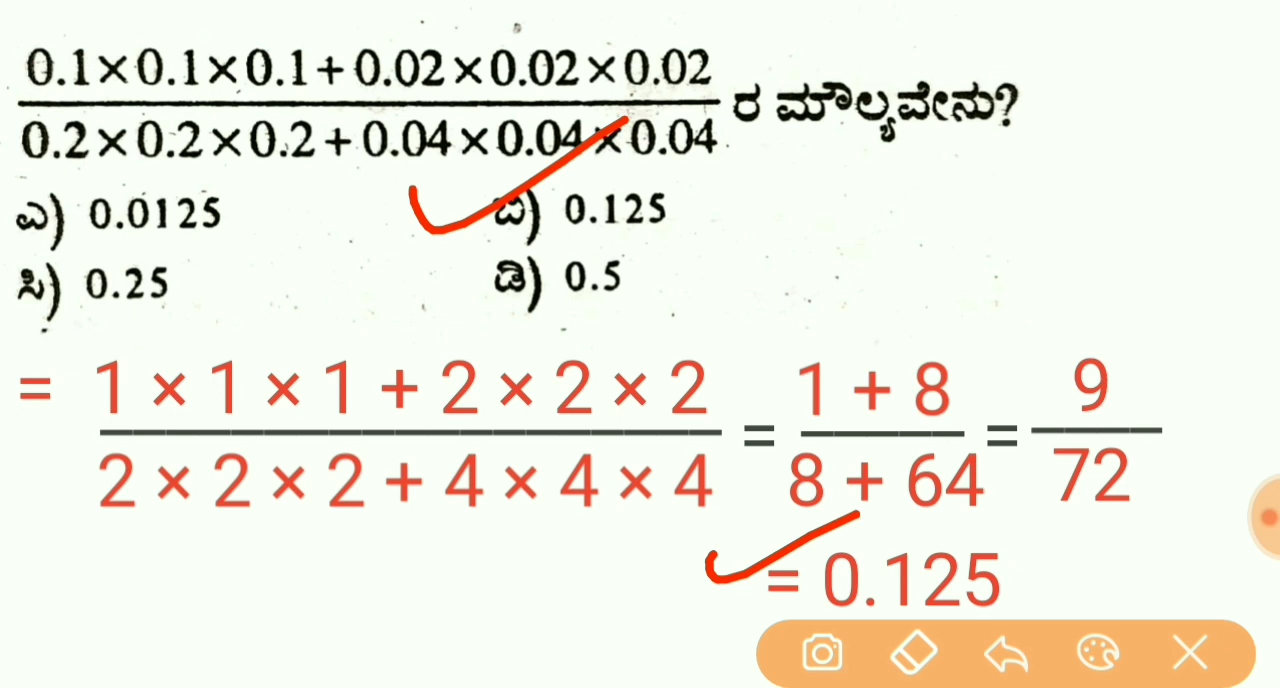 0.1×0.1×0.1+0.02×0.02×0.02
0.2×0.2×0.2+0.04×0.04×0.04 ರ ಮೌಲ್ಯವೇನು?
ಎ) 0.0125 ಬಿ) 0.125
ಸಿ) 0.25 ಡಿ) 0.5
= 1 × 1 × 1 + 2 × 2 × 2 = 1 + 8 = 9
2 × 2 × 2 + 4 × 4 × 4 8 + 64 72
= 0.125